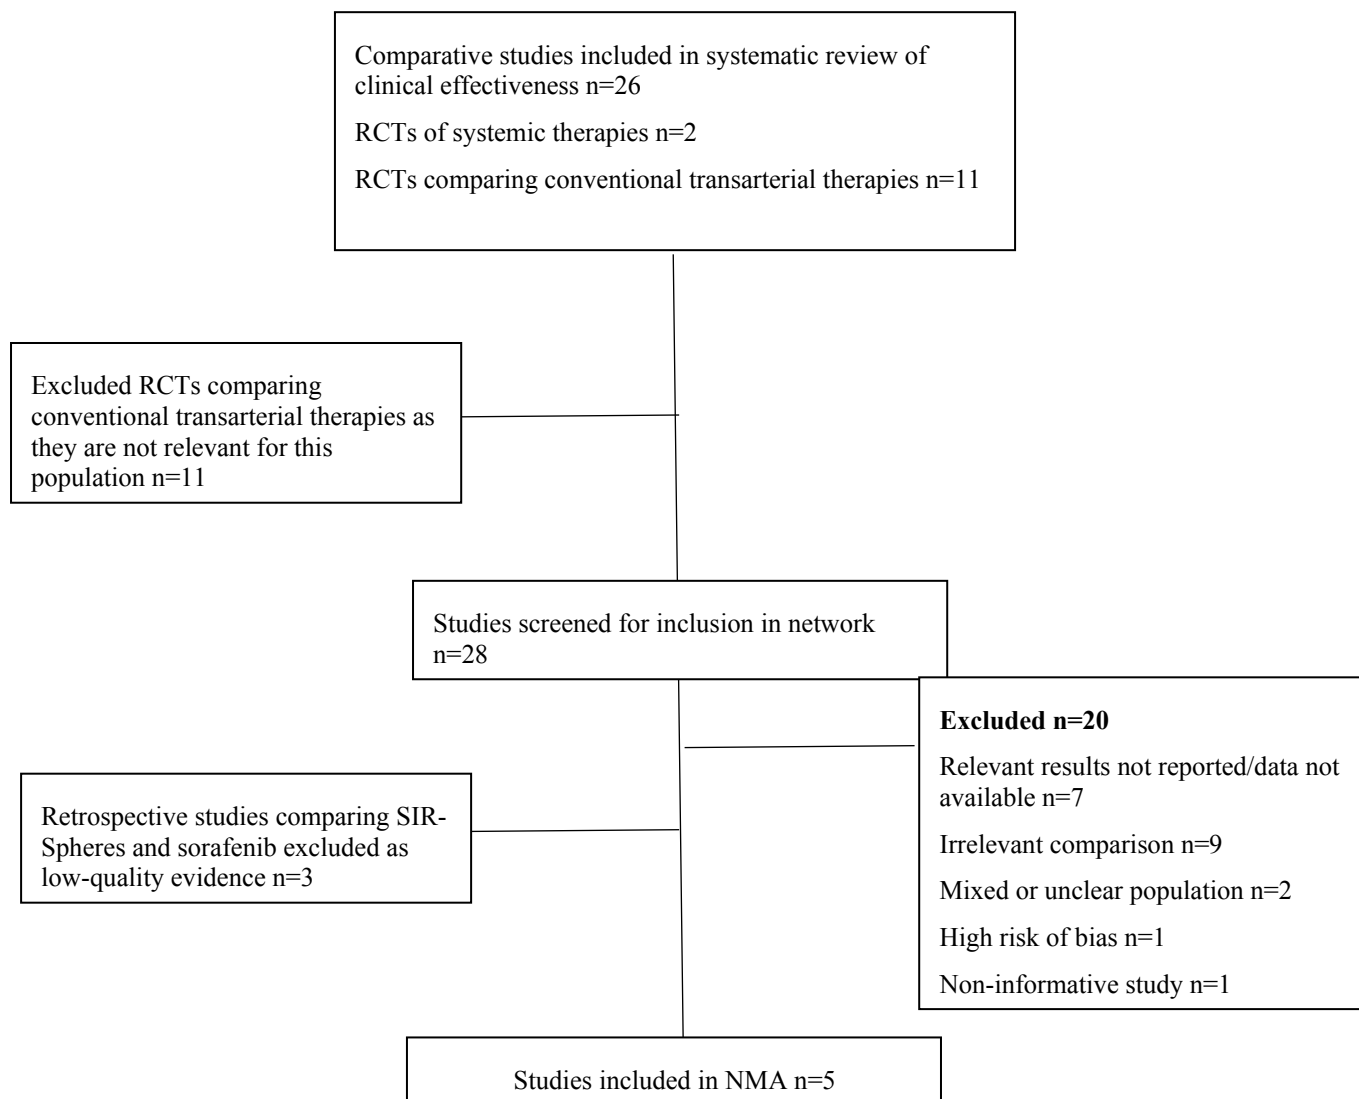 Comparative studies included in systematic review of
clinical effectiveness n=26
RCTs of systemic therapies n=2
RCTs comparing conventional transarterial therapies n=11
Excluded RCTs comparing
conventional transarterial therapies as
they are not relevant for this
population n=11
Studies screened for inclusion in network
n=28
Excluded n=20
Relevant results not reported/data not
available n=7
Irrelevant comparison n=9
Mixed or unclear population n=2
High risk of bias n=1
Non-informative study n=1
Retrospective studies comparing SIR-
Spheres and sorafenib excluded as
low-quality evidence n=3
Studies included in NMA n=5